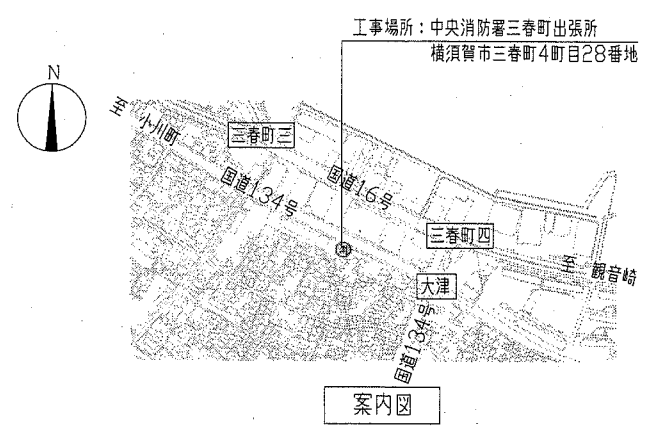 工事場所：中央消防署三春町出張所
横須賀市三春町4町目28番地
N
至 小川町
三春町三
国道134号
国道16号
三春町四
至 観音崎
大津
国道134号
案内図